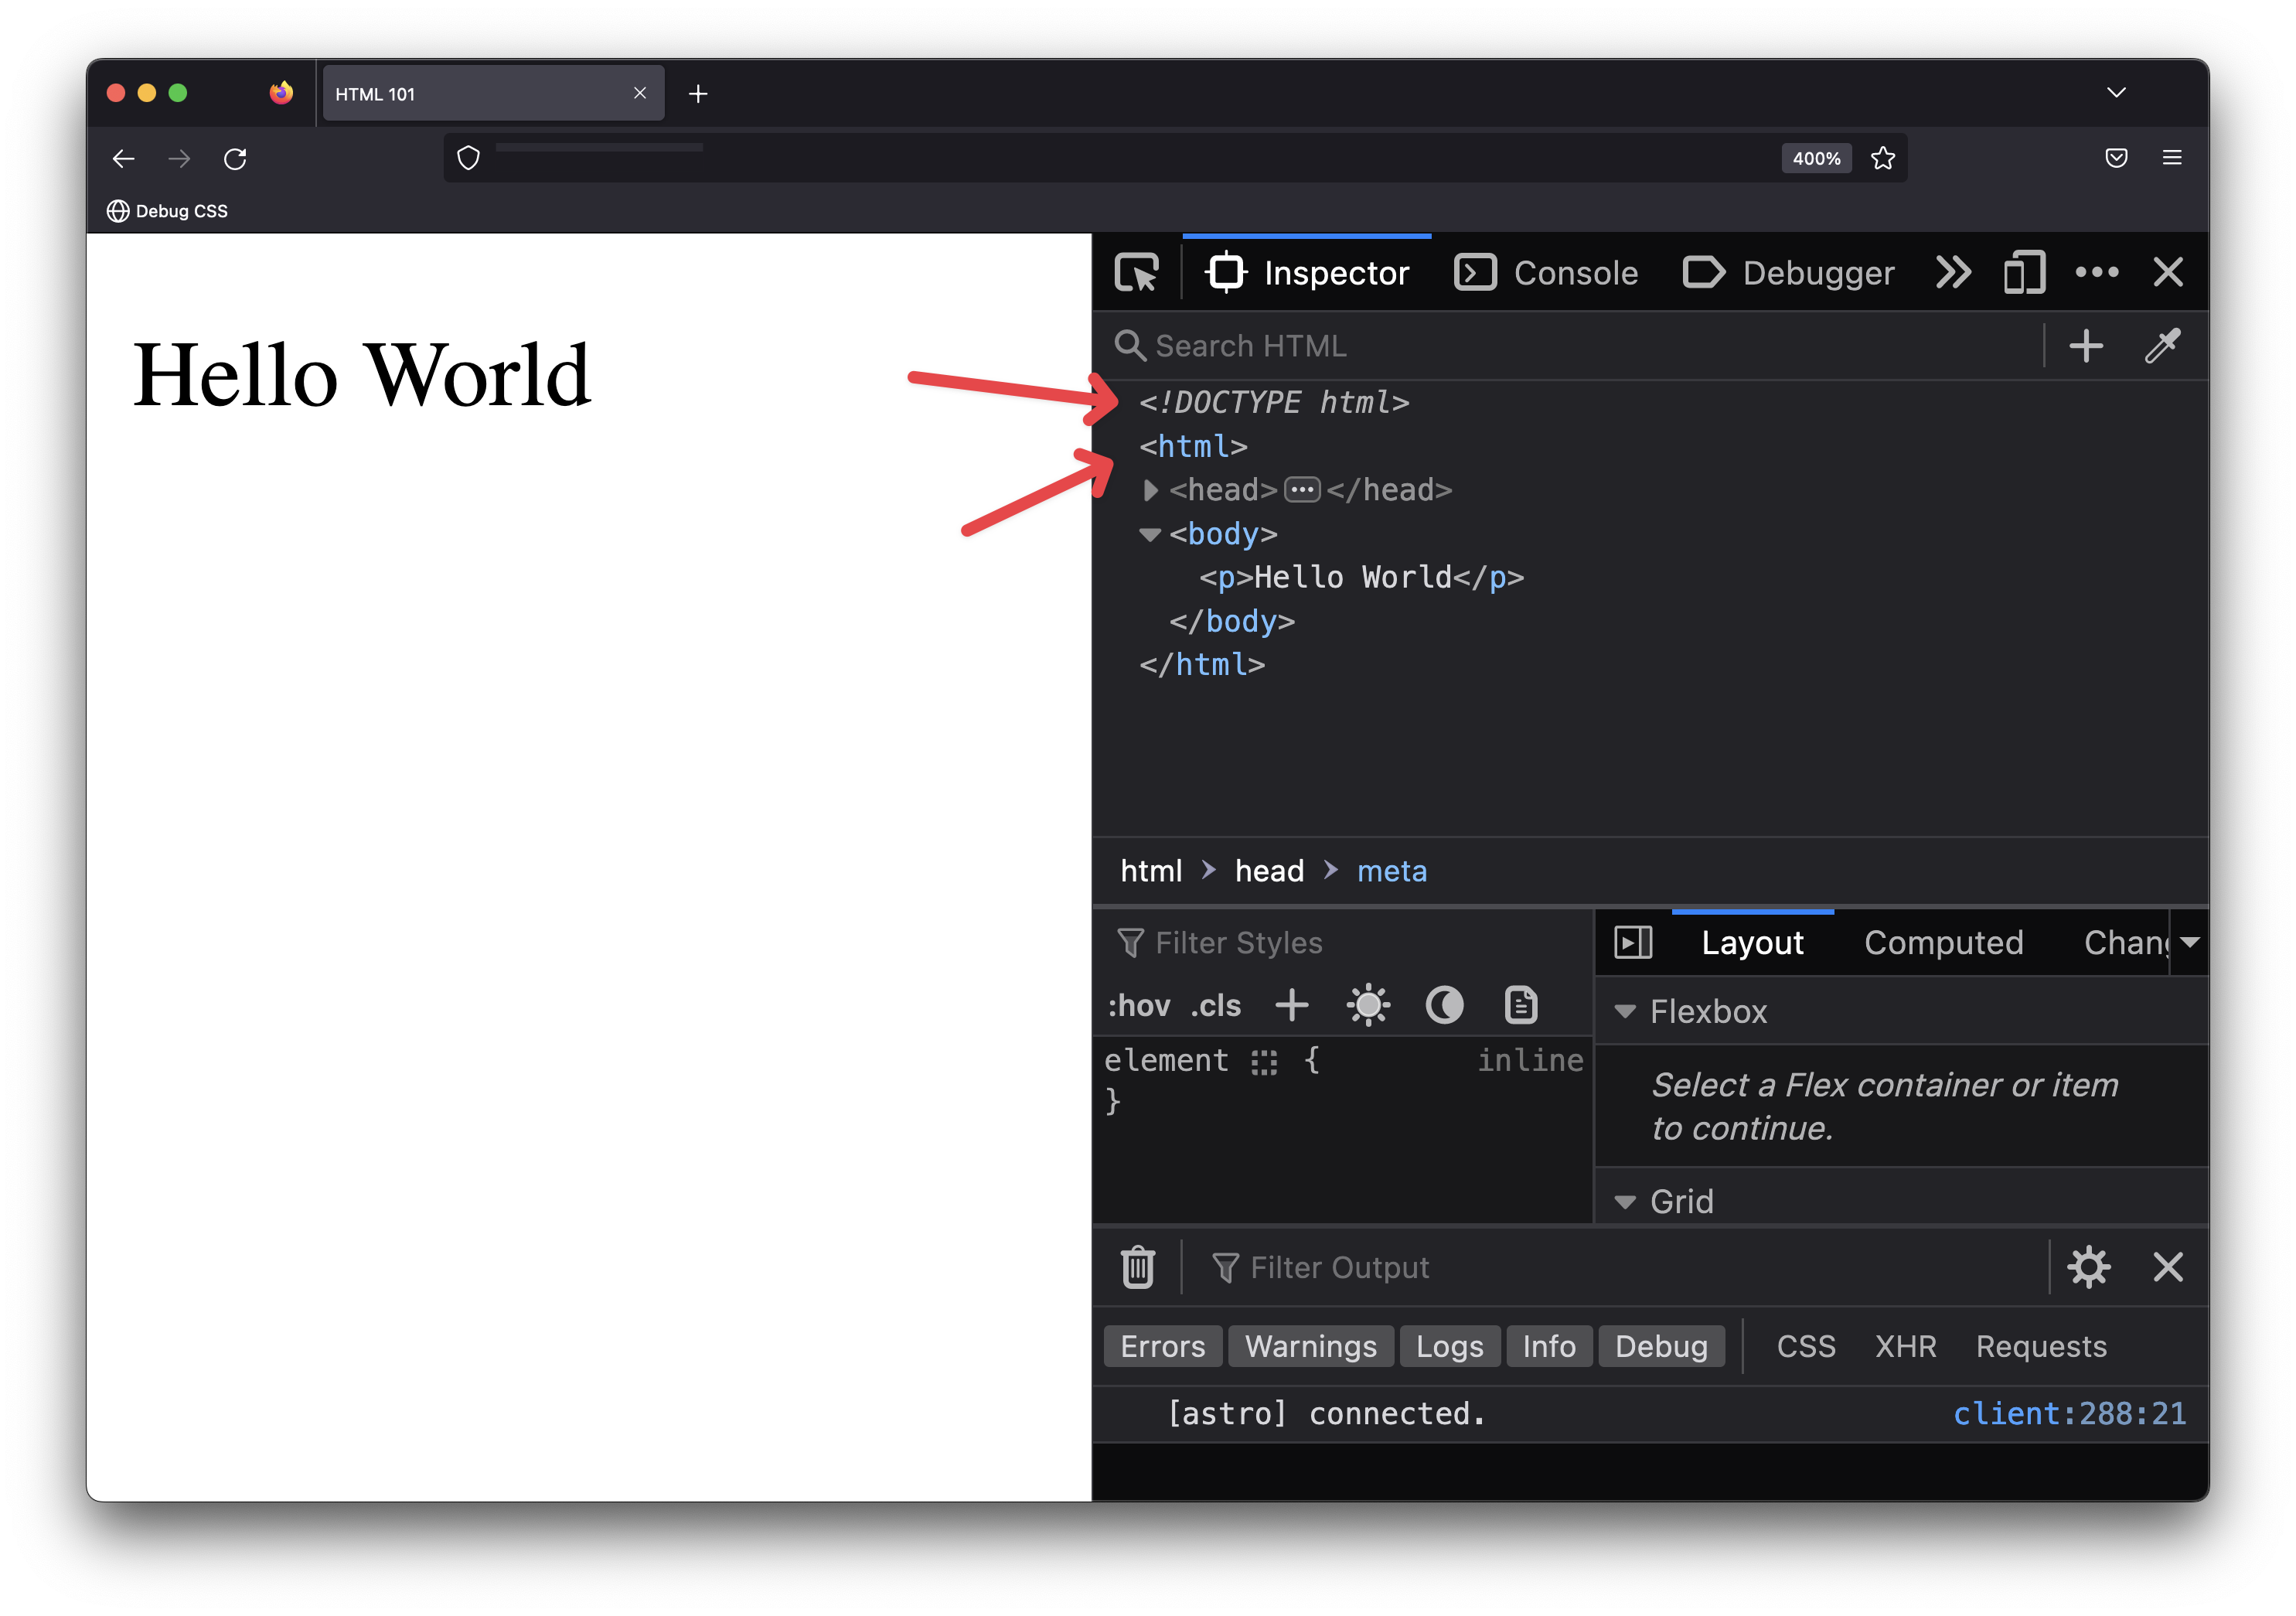 HTML 101
400%
Debug CSS
Hello World
Inspector Console Debugger
Search HTML
<!DOCTYPE html>
<html>
<head>•••</head>
<body>
<p>Hello World</p>
</body>
</html>
html > head > meta
Filter Styles
:hov .cls
element { inline
}
Layout Computed Chan
Flexbox
Select a Flex container or item
to continue.
Grid
Filter Output
Errors Warnings Logs Info Debug CSS XHR Requests
[astro] connected. client:288:21